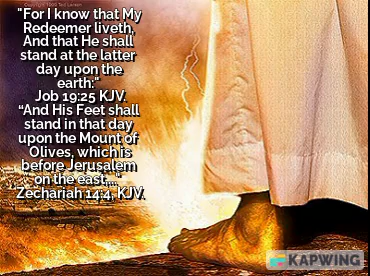 "For I know that My
Redeemer liveth,
And that He shall
stand at the latter
day upon the
earth:"
Job 19:25 KJV.
“And His Feet shall
stand in that day
upon the Mount of
Olives, which is
before Jerusalem
on the east,..."
Zechariah 14:4, KJV.
KAPWING